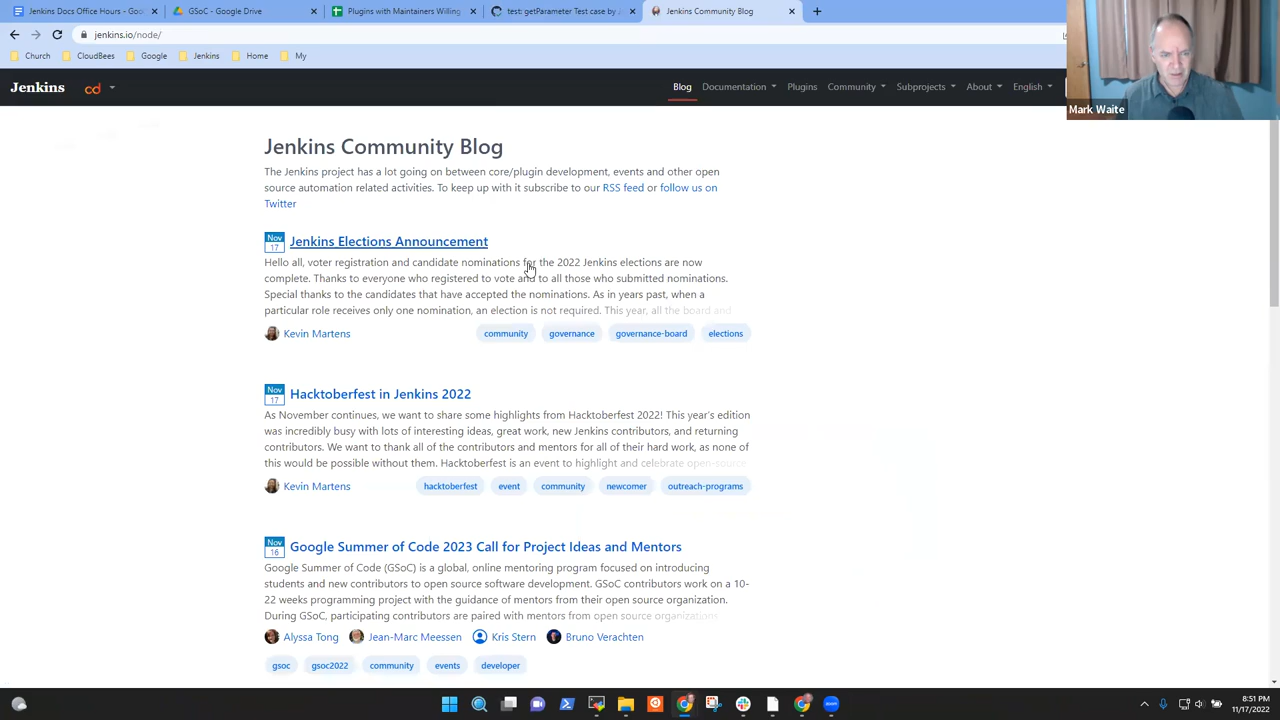 Jenkins Docs Office Hours - Goo
GSoC - Google Drive
Plugins with Maintainers Willing
test: getParameter Test case by J
Jenkins Community Blog
jenkins.io/node/
Church
CloudBees
Google
Jenkins
Home
My
Mark Waite
Jenkins
cd
Blog
Documentation
Plugins
Community
Subprojects
About
English
Jenkins Community Blog
The Jenkins project has a lot going on between core/plugin development, events and other open
source automation related activities. To keep up with it subscribe to our RSS feed or follow us on
Twitter
Nov
17
Jenkins Elections Announcement
Hello all, voter registration and candidate nominations for the 2022 Jenkins elections are now
complete. Thanks to everyone who registered to vote and to all those who submitted nominations.
Special thanks to the candidates that have accepted the nominations. As in years past, when a
particular role receives only one nomination, an election is not required. This year, all the board and
Kevin Martens
community
governance
governance-board
elections
Nov
17
Hacktoberfest in Jenkins 2022
As November continues, we want to share some highlights from Hacktoberfest 2022! This year's edition
was incredibly busy with lots of interesting ideas, great work, new Jenkins contributors, and returning
contributors. We want to thank all of the contributors and mentors for all of their hard work, as none of
this would be possible without them. Hacktoberfest is an event to highlight and celebrate open-source
Kevin Martens
hacktoberfest
event
community
newcomer
outreach-programs
Nov
16
Google Summer of Code 2023 Call for Project Ideas and Mentors
Google Summer of Code (GSoC) is a global, online mentoring program focused on introducing
students and new contributors to open source software development. GSoC contributors work on a 10-
22 weeks programming project with the guidance of mentors from their open source organization.
During GSoC, participating contributors are paired with mentors from open source organizations
Alyssa Tong
Jean-Marc Meessen
Kris Stern
Bruno Verachten
gsoc
gsoc2022
community
events
developer
zoom
8:51 PM
11/17/2022